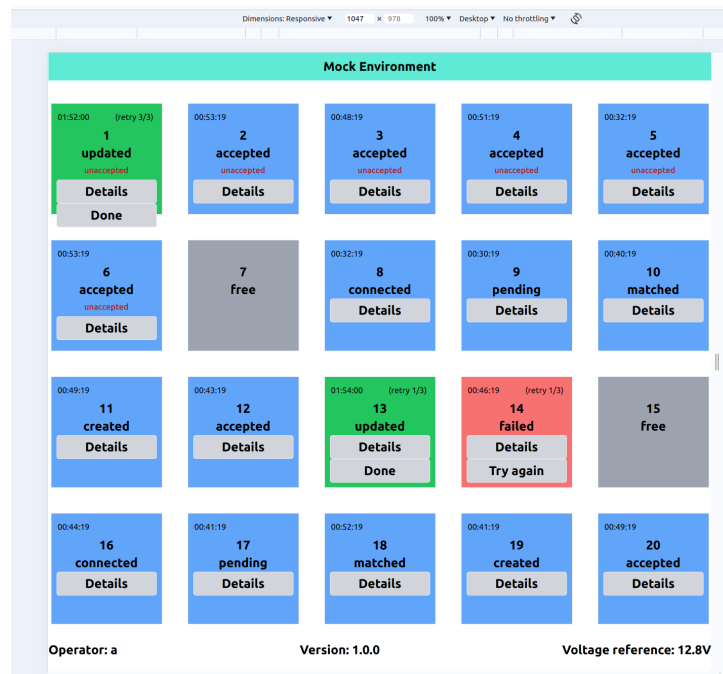 Dimensions: Responsive ▼ 1047 × 978 100% ▼ Desktop ▼ No throttling ▼
Mock Environment
01:52:00 (retry 3/3)
1
updated
unaccepted
Details
Done
00:53:19
2
accepted
unaccepted
Details
00:48:19
3
accepted
unaccepted
Details
00:51:19
4
accepted
unaccepted
Details
00:32:19
5
accepted
unaccepted
Details
00:53:19
6
accepted
unaccepted
Details
7
free
00:32:19
8
connected
Details
00:30:19
9
pending
Details
00:40:19
10
matched
Details
00:49:19
11
created
Details
00:43:19
12
accepted
Details
01:54:00 (retry 1/3)
13
updated
Details
Done
00:46:19 (retry 1/3)
14
failed
Details
Try again
15
free
00:44:19
16
connected
Details
00:41:19
17
pending
Details
00:52:19
18
matched
Details
00:41:19
19
created
Details
00:49:19
20
accepted
Details
Operator: a Version: 1.0.0 Voltage reference: 12.8V